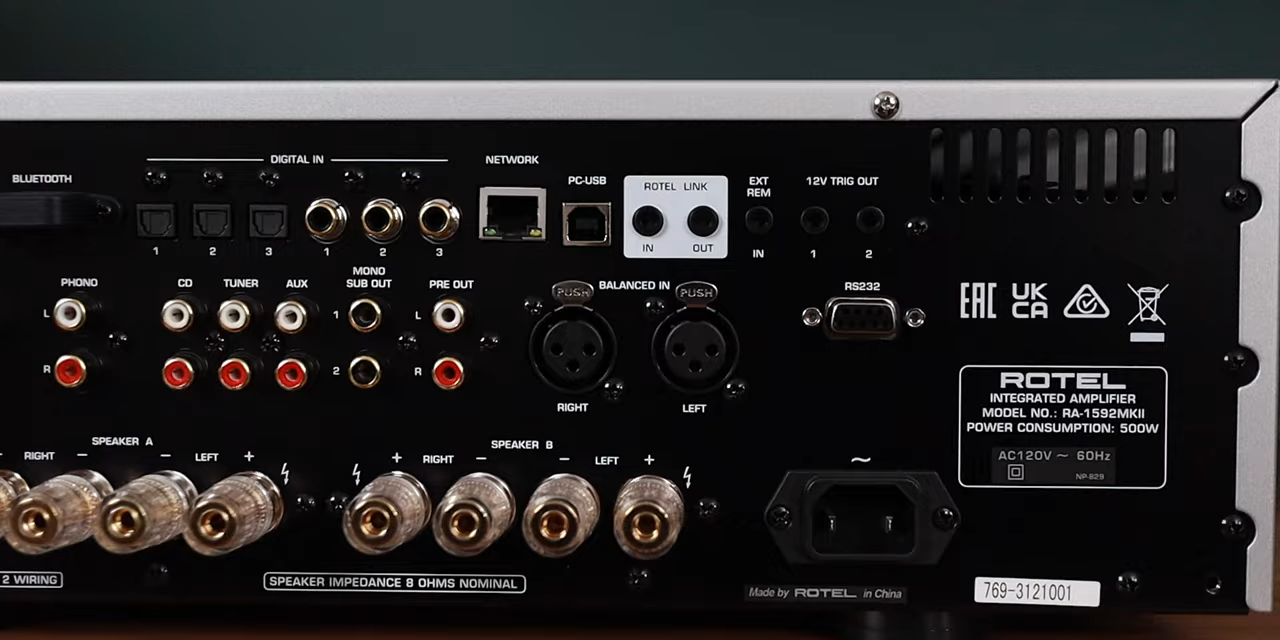 DIGITAL IN
NETWORK
BLUETOOTH
PC-USB
ROTEL LINK
EXT
REM
12V TRIG OUT
1
2
3
1
2
3
IN
OUT
IN
1
2
PHONO
CD
TUNER
AUX
MONO
SUB OUT
PRE OUT
BALANCED IN
PUSH
PUSH
RS232
L
1
L
R
2
R
RIGHT
LEFT
EAC
UK
CA
ROTEL
INTEGRATED AMPLIFIER
MODEL NO.: RA-1592MKII
POWER CONSUMPTION: 500W
AC120V ~ 60Hz
NP-829
SPEAKER A
RIGHT
−
−
LEFT
+
SPEAKER B
+
RIGHT
−
−
LEFT
+
~
2 WIRING
SPEAKER IMPEDANCE 8 OHMS NOMINAL
Made by ROTEL in China
769-3121001